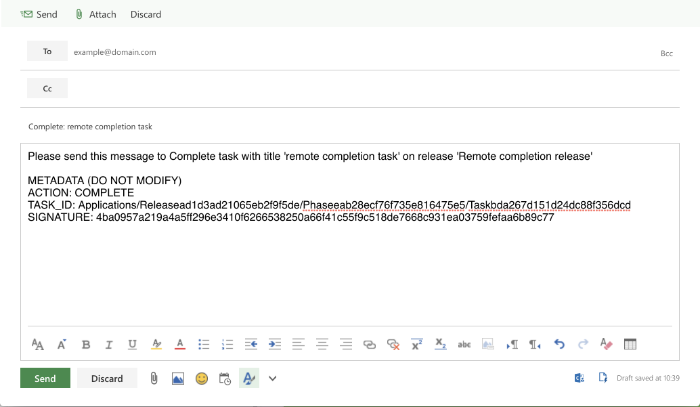 Send Attach Discard
To example@domain.com Bcc
Cc
Complete: remote completion task
Please send this message to Complete task with title 'remote completion task' on release 'Remote completion release'
METADATA (DO NOT MODIFY)
ACTION: COMPLETE
TASK_ID: Applications/Releasead1d3ad21065eb2f9f5de/Phaseeab28ecf76f735e816475e5/Taskbda267d151d24dc88f356dcd
SIGNATURE: 4ba0957a219a4a5ff296e3410f6266538250a66f41c55f9c518de7668c931ea03759fefaa6b89c77
Send Discard Draft saved at 10:39